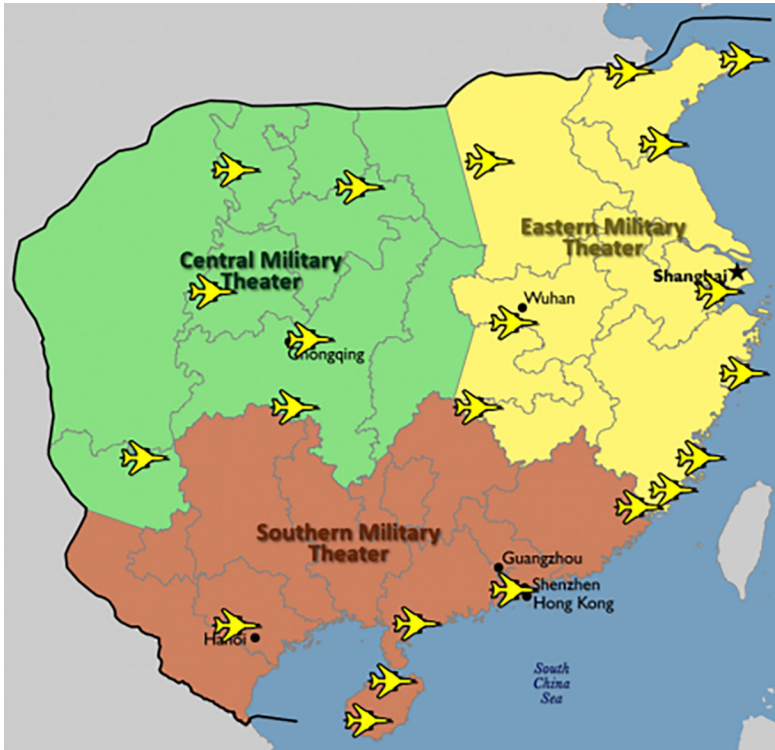 Eastern Military
Theater
Central Military
Theater
Shanghai
Wuhan
Chongqing
Southern Military
Theater
Guangzhou
Shenzhen
Hong Kong
Hanoi
South
China
Sea